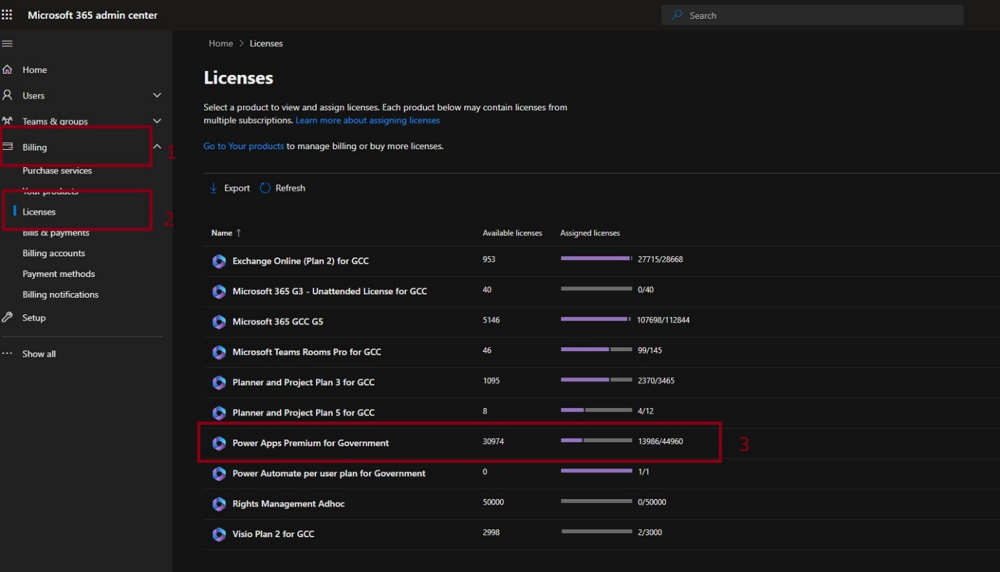 Microsoft 365 admin center
Search
Home
Users
Teams & groups
Billing
1
Purchase services
Your products
Licenses
2
Bills & payments
Billing accounts
Payment methods
Billing notifications
Setup
Show all
Home > Licenses
Licenses
Select a product to view and assign licenses. Each product below may contain licenses from
multiple subscriptions. Learn more about assigning licenses
Go to Your products to manage billing or buy more licenses.
Export Refresh
Name ↑ Available licenses Assigned licenses
Exchange Online (Plan 2) for GCC 953 27715/28668
Microsoft 365 G3 - Unattended License for GCC 40 0/40
Microsoft 365 GCC G5 5146 107698/112844
Microsoft Teams Rooms Pro for GCC 46 99/145
Planner and Project Plan 3 for GCC 1095 2370/3465
Planner and Project Plan 5 for GCC 8 4/12
Power Apps Premium for Government 30974 13986/44960 3
Power Automate per user plan for Government 0 1/1
Rights Management Adhoc 50000 0/50000
Visio Plan 2 for GCC 2998 2/3000